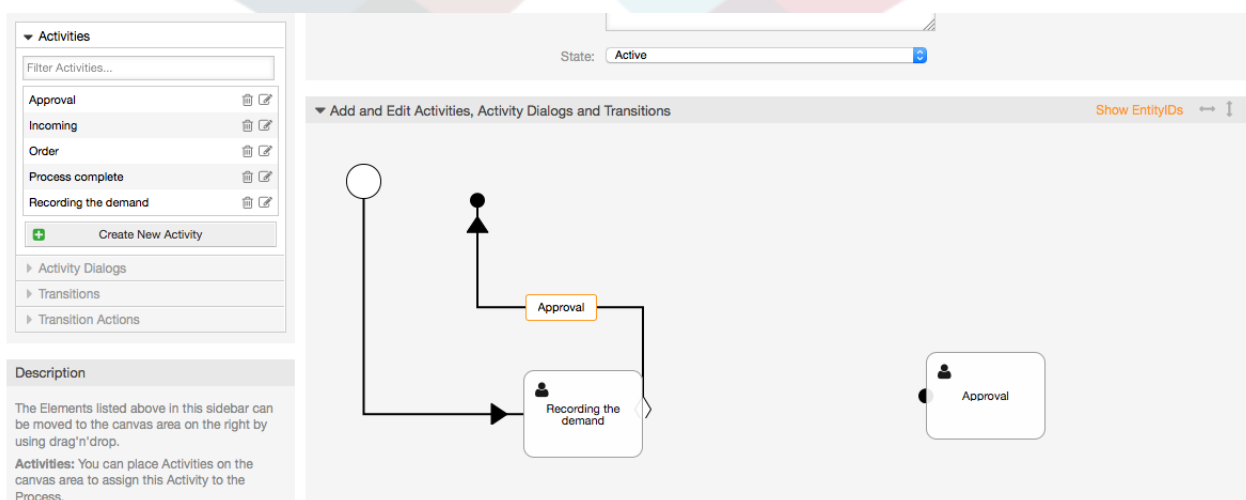 Activities
Filter Activities...
Approval
Incoming
Order
Process complete
Recording the demand
Create New Activity
Activity Dialogs
Transitions
Transition Actions
Description
The Elements listed above in this sidebar can
be moved to the canvas area on the right by
using drag'n'drop.
Activities: You can place Activities on the
canvas area to assign this Activity to the
Process.
State: Active
Add and Edit Activities, Activity Dialogs and Transitions
Show EntityIDs
Approval
Recording the
demand
Approval